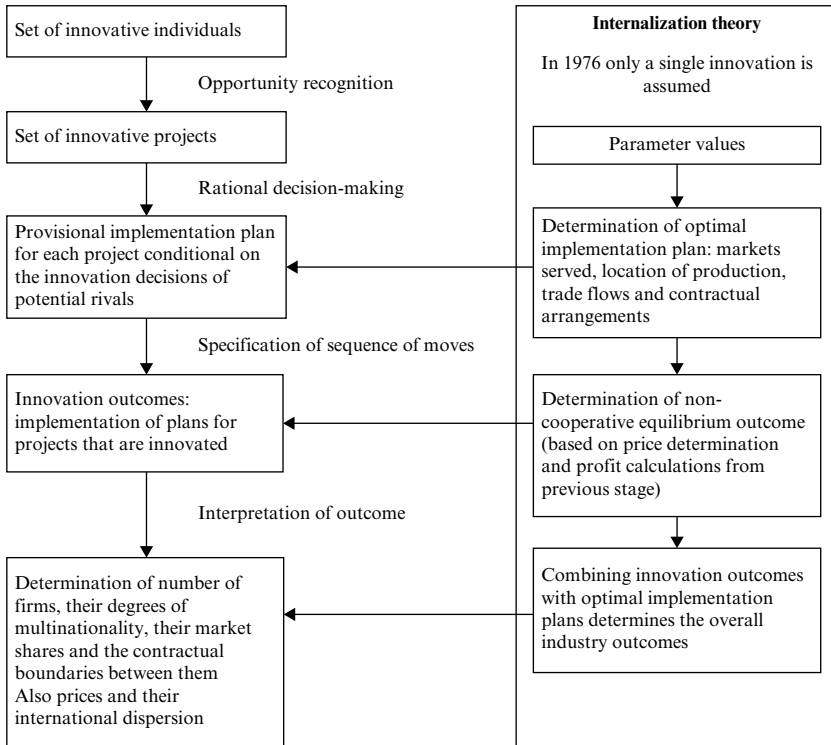 Set of innovative individuals
Opportunity recognition
Set of innovative projects
Rational decision-making
Provisional implementation plan
for each project conditional on
the innovation decisions of
potential rivals
Specification of sequence of moves
Innovation outcomes:
implementation of plans for
projects that are innovated
Interpretation of outcome
Determination of number of
firms, their degrees of
multinationality, their market
shares and the contractual
boundaries between them
Also prices and their
international dispersion
Internalization theory
In 1976 only a single innovation is
assumed
Parameter values
Determination of optimal
implementation plan: markets
served, location of production,
trade flows and contractual
arrangements
Determination of non-
cooperative equilibrium outcome
(based on price determination
and profit calculations from
previous stage)
Combining innovation outcomes
with optimal implementation
plans determines the overall
industry outcomes